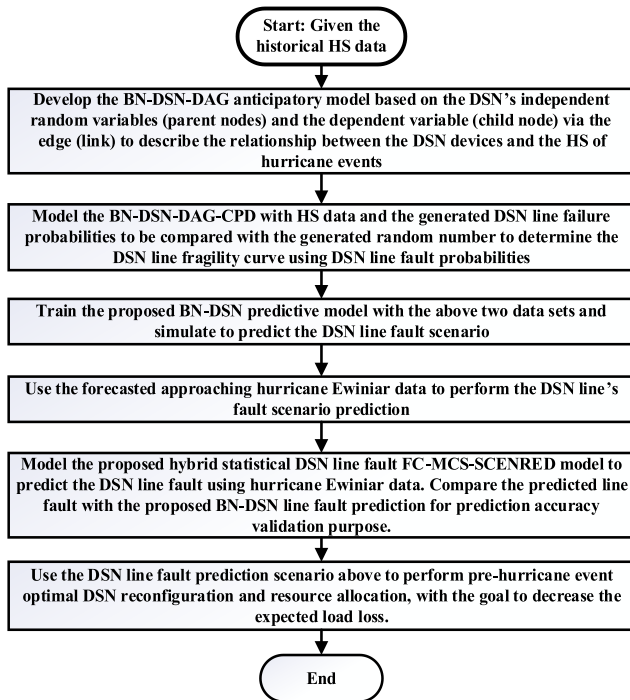 Start: Given the
historical HS data
Develop the BN-DSN-DAG anticipatory model based on the DSN's independent
random variables (parent nodes) and the dependent variable (child node) via the
edge (link) to describe the relationship between the DSN devices and the HS of
hurricane events
Model the BN-DSN-DAG-CPD with HS data and the generated DSN line failure
probabilities to be compared with the generated random number to determine the
DSN line fragility curve using DSN line fault probabilities
Train the proposed BN-DSN predictive model with the above two data sets and
simulate to predict the DSN line fault scenario
Use the forecasted approaching hurricane Ewiniar data to perform the DSN line's
fault scenario prediction
Model the proposed hybrid statistical DSN line fault FC-MCS-SCENRED model to
predict the DSN line fault using hurricane Ewiniar data. Compare the predicted line
fault with the proposed BN-DSN line fault prediction for prediction accuracy
validation purpose.
Use the DSN line fault prediction scenario above to perform pre-hurricane event
optimal DSN reconfiguration and resource allocation, with the goal to decrease the
expected load loss.
End